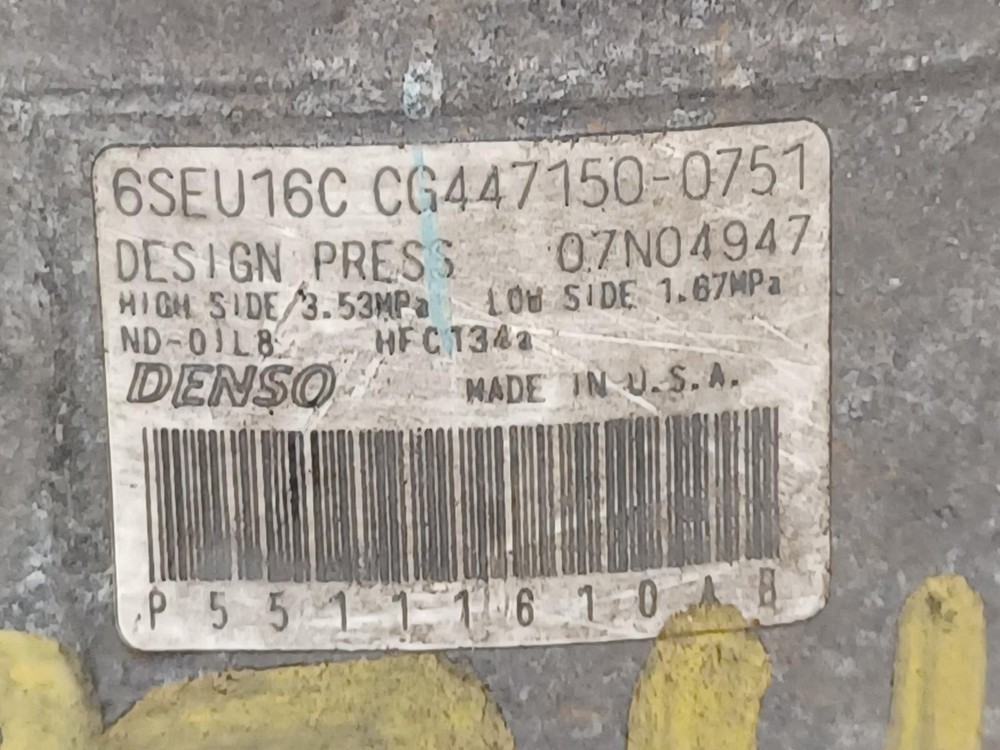 6SEU16C CG447150-0751
DESIGN PRESS 07N04947
HIGH SIDE/3.53MPa LOW SIDE 1.67MPa
ND-OIL8 HFC134a
DENSO MADE IN U.S.A.
P55111610AB